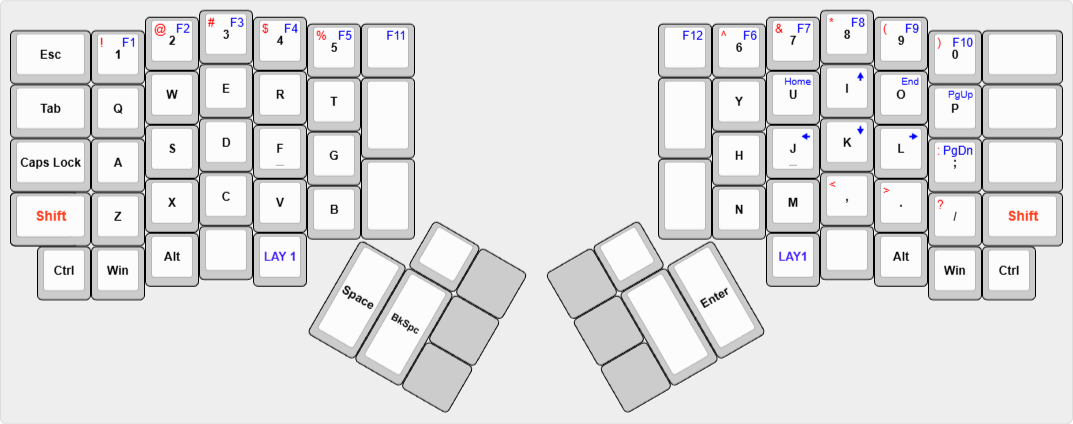 Esc ! F1 1 @ F2 2 # F3 3 $ F4 4 % F5 5 F11 F12 ^ F6 6 & F7 7 * F8 8 ( F9 9 ) F10 0
Tab Q W E R T Y Home U I ↑ End O PgUp P
Caps Lock A S D F _ G H ← J _ K ↓ L → : PgDn ;
Shift Z X C V B N M < , > . ? / Shift
Ctrl Win Alt LAY 1 LAY1 Alt Win Ctrl
Space BkSpc Enter